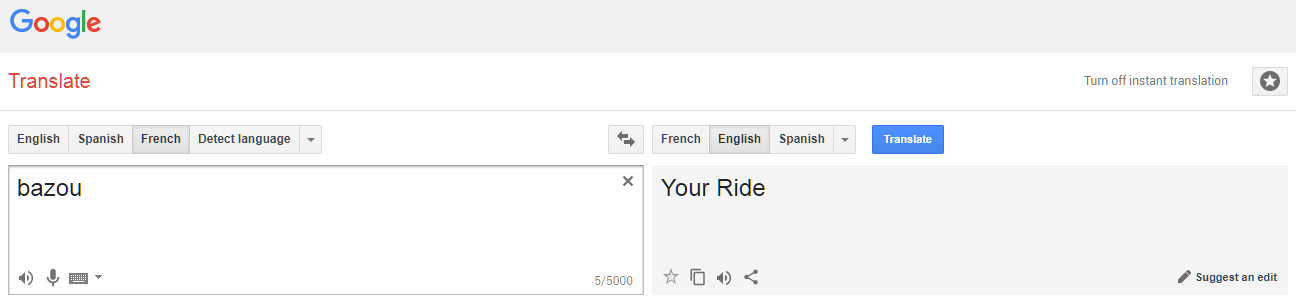 Google
Translate
Turn off instant translation
English Spanish French Detect language
French English Spanish
Translate
bazou
5/5000
Your Ride
Suggest an edit